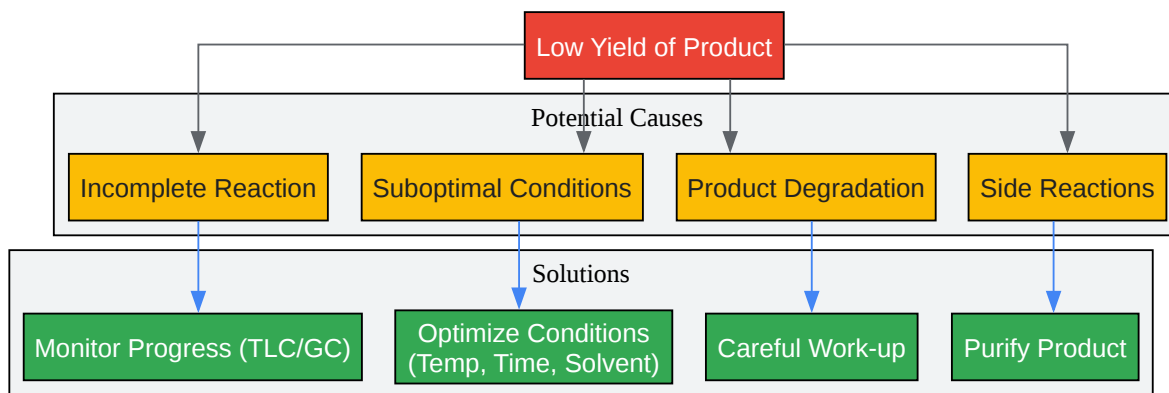 Low Yield of Product
Potential Causes
Incomplete Reaction
Suboptimal Conditions
Product Degradation
Side Reactions
Solutions
Monitor Progress (TLC/GC)
Optimize Conditions
(Temp, Time, Solvent)
Careful Work-up
Purify Product